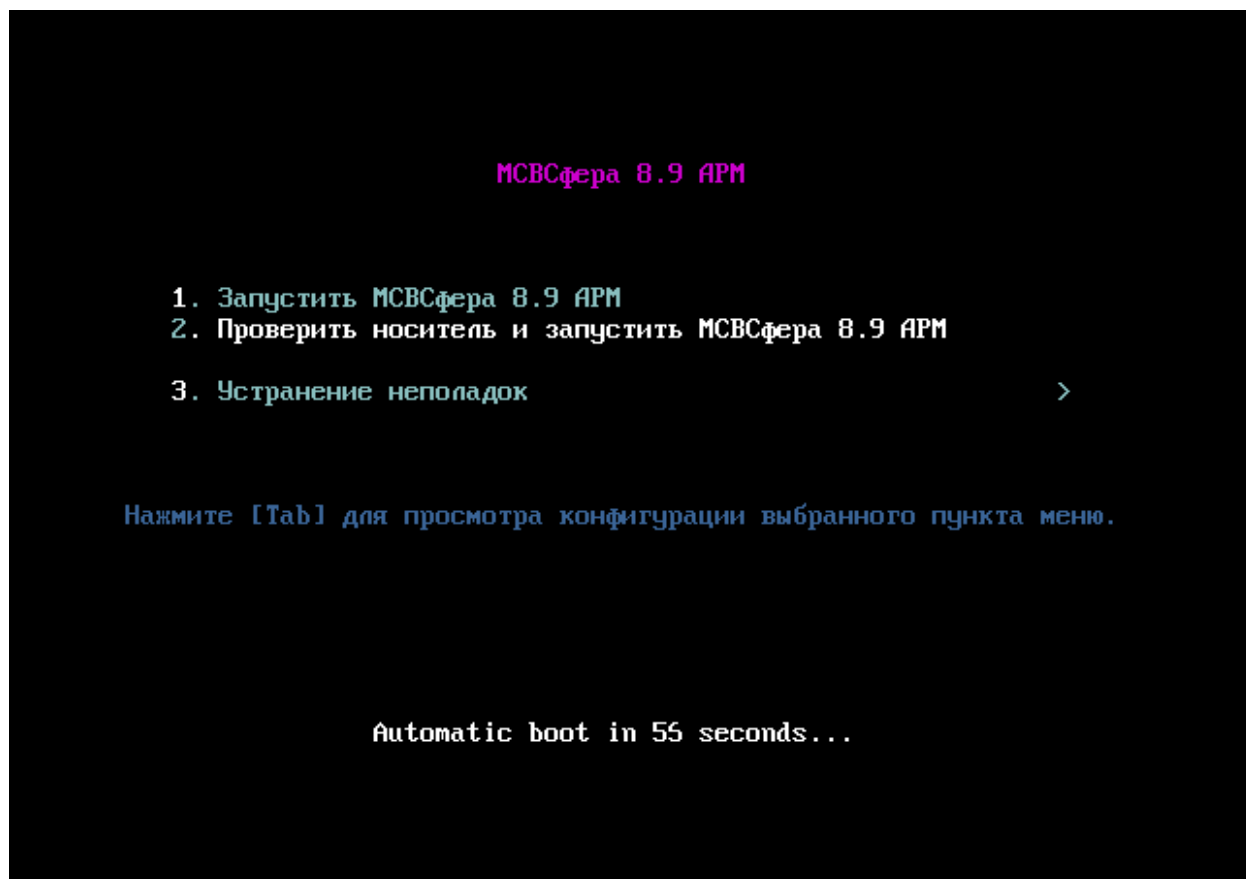 МСВСфера 8.9 АРМ
1. Запустить МСВСфера 8.9 АРМ
2. Проверить носитель и запустить МСВСфера 8.9 АРМ
3. Устранение неполадок >
Нажмите [Tab] для просмотра конфигурации выбранного пункта меню.
Automatic boot in 56 seconds...